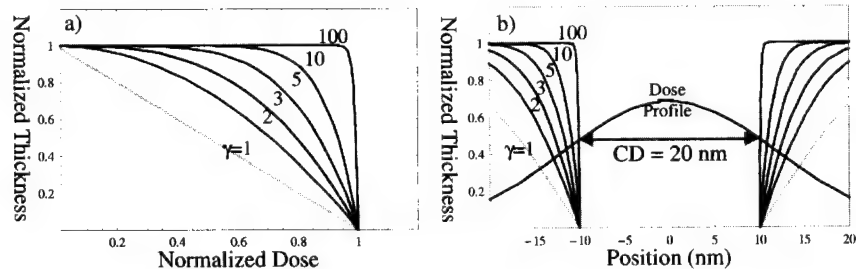 a)
Normalized Thickness
1
0.8
0.6
0.4
0.2
100
10
5
3
2
γ=1
0.2 0.4 0.6 0.8 1
Normalized Dose
b)
Normalized Thickness
1
0.8
0.6
0.4
0.2
100
10
5
3
2
γ=1
Dose
Profile
CD = 20 nm
-15 -10 -5 0 5 10 15 20
Position (nm)